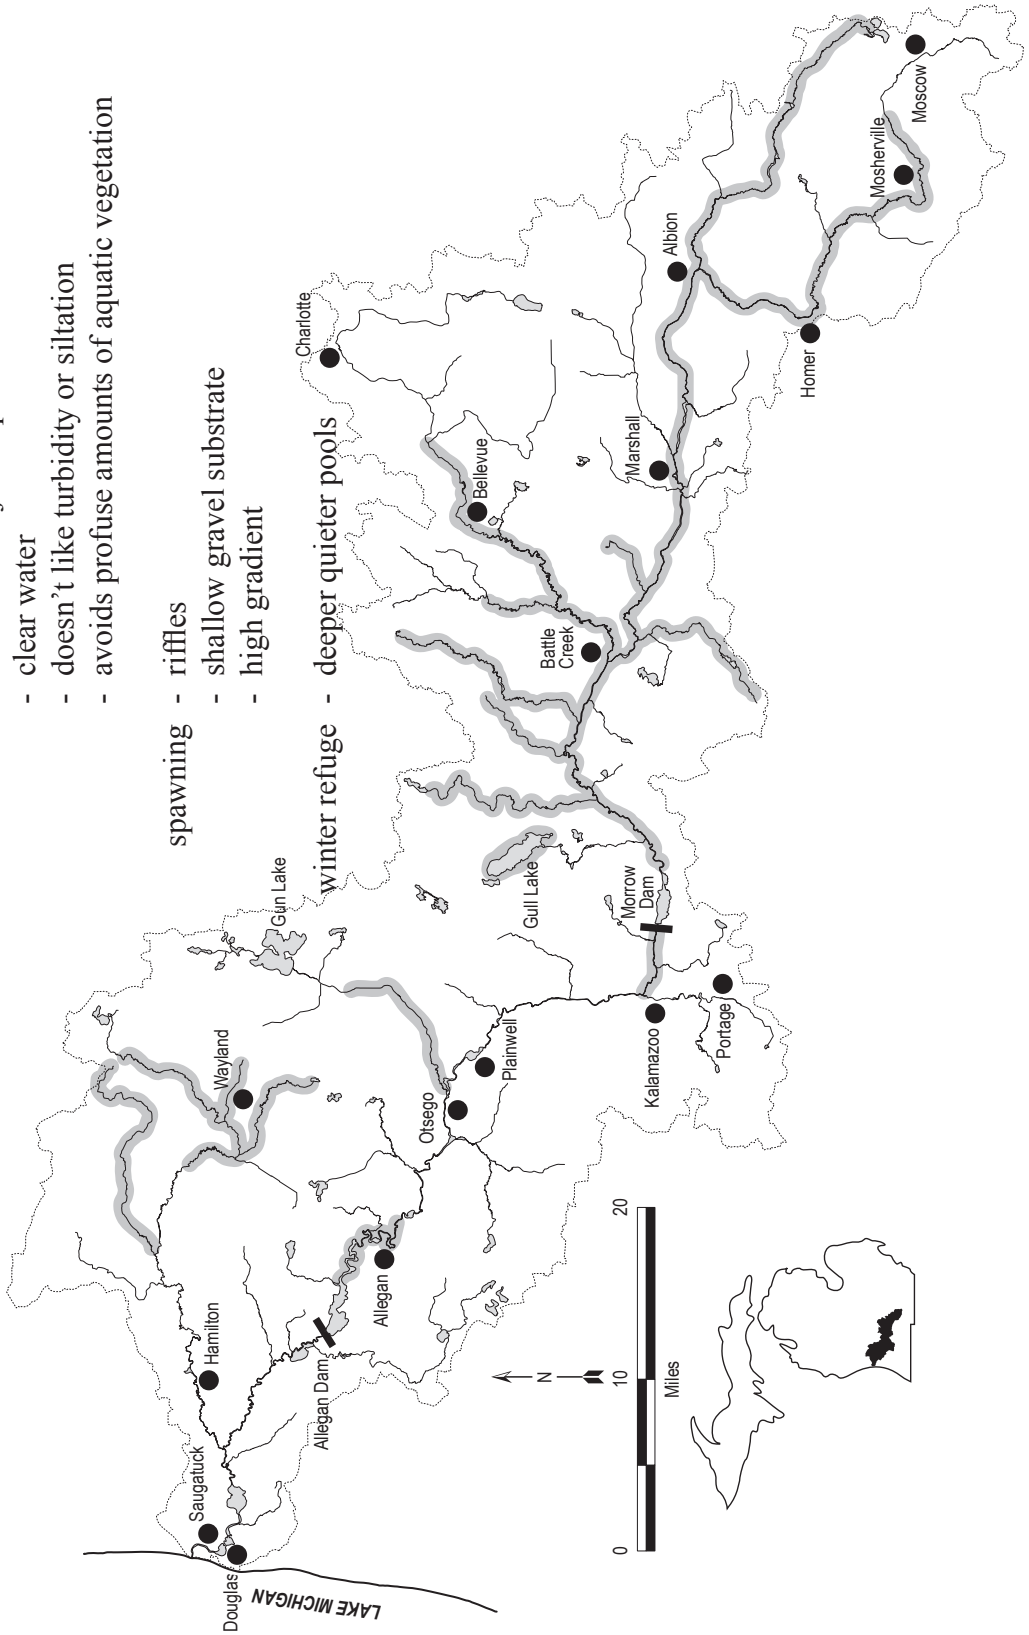 - clear water
- doesn't like turbidity or siltation
- avoids profuse amounts of aquatic vegetation
spawning - riffles
- shallow gravel substrate
- high gradient
winter refuge - deeper quieter pools
Charlotte
Bellevue
Battle
Creek
Marshall
Albion
Homer
Mosherville
Moscow
Gun Lake
Gull Lake
Morrow
Dam
Wayland
Otsego
Plainwell
Kalamazoo
Portage
Hamilton
Allegan
Allegan Dam
Saugatuck
Douglas
LAKE MICHIGAN
N
0 10 20
Miles